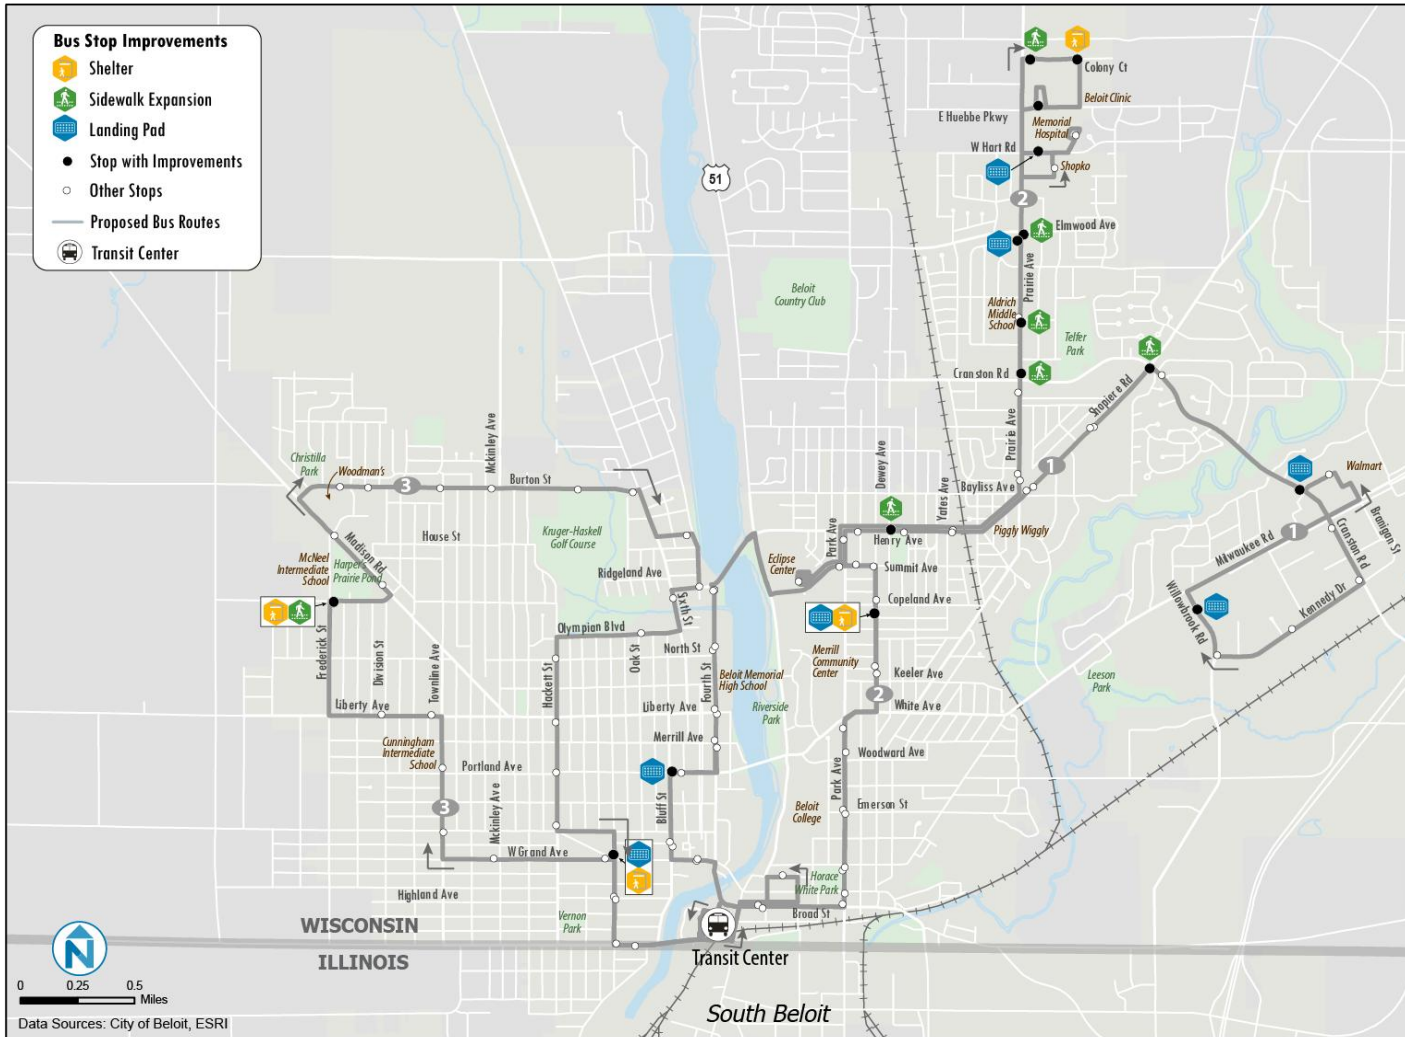 Bus Stop Improvements
Shelter
Sidewalk Expansion
Landing Pad
Stop with Improvements
Other Stops
Proposed Bus Routes
Transit Center
51
Colony Ct
Beloit Clinic
E Huebbe Pkwy
Memorial
Hospital
W Hart Rd
Shopko
2
Elmwood Ave
Prairie Ave
Beloit
Country Club
Aldrich
Middle
School
Telfer
Park
Cranston Rd
Shopiere Rd
Mckinley Ave
Christilla
Park
Woodman's
3
Burton St
Dewey Ave
Prairie Ave
1
Walmart
Bayliss Ave
Yates Ave
Branigan St
Kruger-Haskell
Golf Course
House St
Madison Rd
Park Ave
Henry Ave
Piggly Wiggly
1
Milwaukee Rd
Cranston Rd
McNeel
Intermediate
School
Harper's
Prairie Pond
Eclipse
Center
Summit Ave
Ridgeland Ave
Sixth St
Copeland Ave
Kennedy Dr
Willowbrook Rd
Olympian Blvd
Frederick St
Division St
Townline Ave
Hackett St
Oak St
North St
Fourth St
Merrill
Community
Center
Beloit Memorial
High School
Keeler Ave
Leeson
Park
2
Liberty Ave
Liberty Ave
Riverside
Park
White Ave
Merrill Ave
Cunningham
Intermediate
School
Woodward Ave
Portland Ave
Park Ave
3
Mckinley Ave
Bluff St
Beloit
College
Emerson St
W Grand Ave
Highland Ave
Horace
White Park
Vernon
Park
Broad St
WISCONSIN
ILLINOIS
Transit Center
N
0 0.25 0.5
Miles
South Beloit
Data Sources: City of Beloit, ESRI